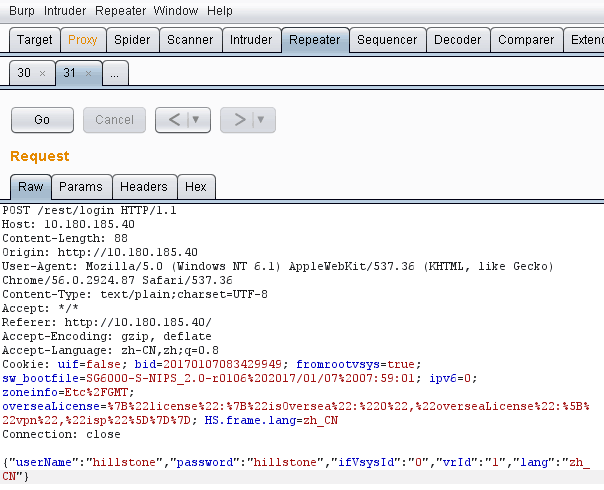 Burp Intruder Repeater Window Help
Target Proxy Spider Scanner Intruder Repeater Sequencer Decoder Comparer Extend
30 × 31 × ...
Go Cancel < ▼ > ▼
Request
Raw Params Headers Hex
POST /rest/login HTTP/1.1
Host: 10.180.185.40
Content-Length: 88
Origin: http://10.180.185.40
User-Agent: Mozilla/5.0 (Windows NT 6.1) AppleWebKit/537.36 (KHTML, like Gecko)
Chrome/56.0.2924.87 Safari/537.36
Content-Type: text/plain;charset=UTF-8
Accept: */*
Referer: http://10.180.185.40/
Accept-Encoding: gzip, deflate
Accept-Language: zh-CN,zh;q=0.8
Cookie: uif=false; bid=20170107083429949; fromrootvsys=true;
sw_bootfile=SG6000-S-NIPS_2.0-r0106%202017/01/07%2007:59:01; ipv6=0;
zoneinfo=Etc%2FGMT;
overseaLicense=%7B%22license%22:%7B%22isOversea%22:%220%22,%22overseaLicense%22:%5B%
22vpn%22,%22isp%22%5D%7D%7D; HS.frame.lang=zh_CN
Connection: close
{"userName":"hillstone","password":"hillstone","ifVsysId":"0","vrId":"1","lang":"zh_
CN"}